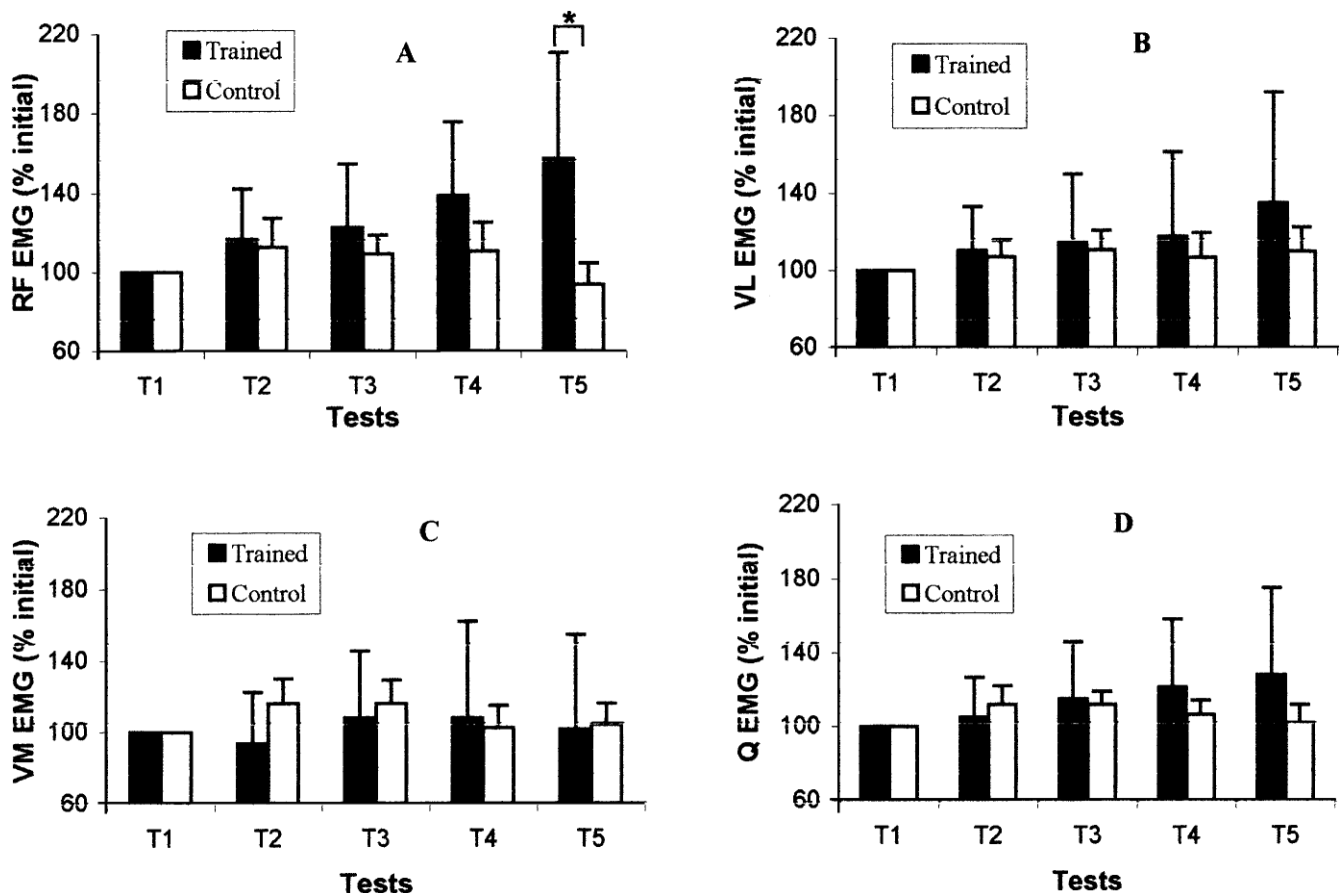 A
*
Trained
Control
RF EMG (% initial)
220
180
140
100
60
T1 T2 T3 T4 T5
Tests
B
Trained
Control
VL EMG (% initial)
220
180
140
100
60
T1 T2 T3 T4 T5
Tests
C
Trained
Control
VM EMG (% initial)
220
180
140
100
60
T1 T2 T3 T4 T5
Tests
D
Trained
Control
Q EMG (% initial)
220
180
140
100
60
T1 T2 T3 T4 T5
Tests